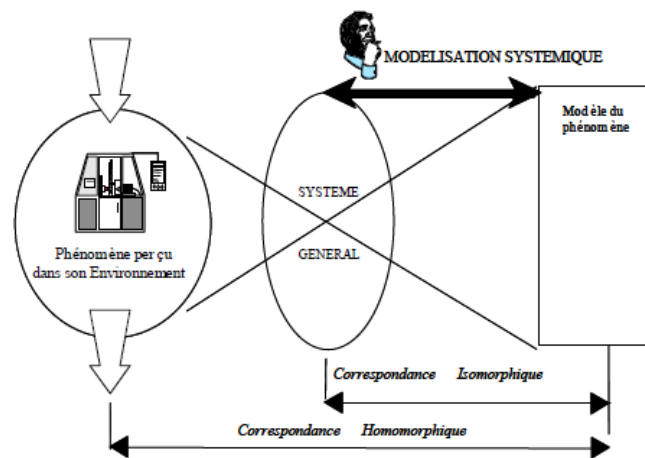 MODELISATION SYSTEMIQUE
Modèle du
phénomène
SYSTEME
GENERAL
Phénomène perçu
dans son Environnement
Correspondance Isomorphique
Correspondance Homomorphique